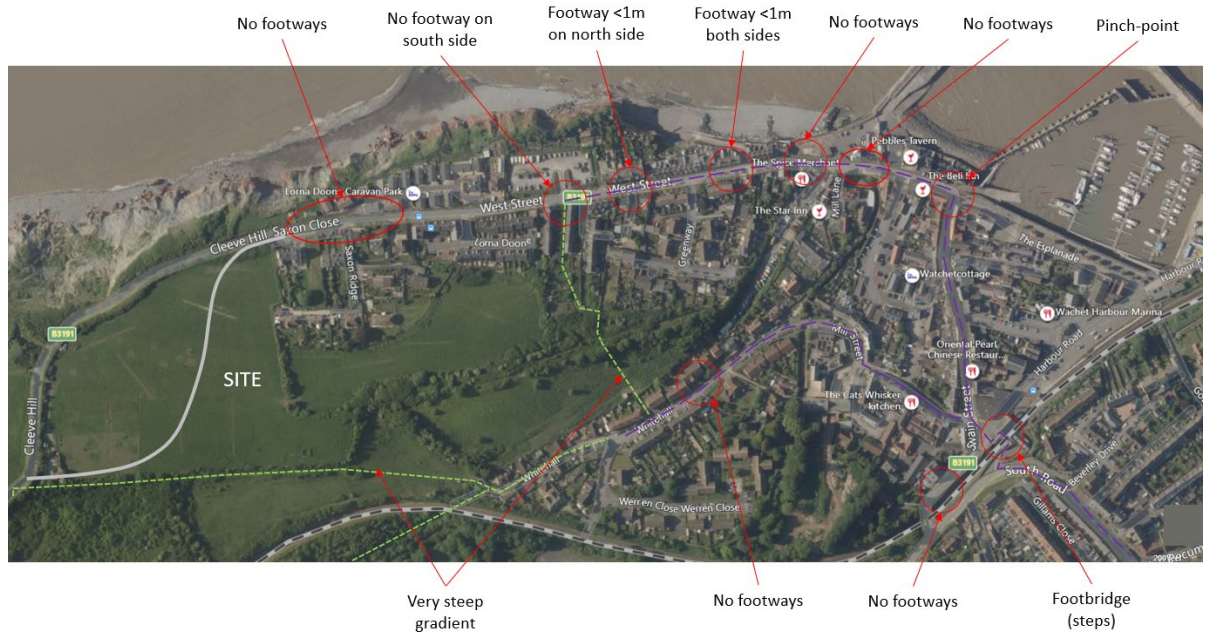 No footways
No footway on
south side
Footway <1m
on north side
Footway <1m
both sides
No footways
No footways
Pinch-point
Pebbles Tavern
The Spice Merchant
The Bell Inn
Lorna Doone Caravan Park
West Street
West Street
Mill Lane
The Star Inn
Cleeve Hill Saxon Close
Lorna Doone
Saxon Ridge
Greenway
The Esplanade
Harbour Ro
Watchetcottage
B3191
Wachet Harbour Marina
SITE
Mill Street
Oriental Pearl
Chinese Restaur...
Harbour Road
Cleeve Hill
The Cats Whisker
kitchen
Whitehall
Swain Street
Whitehall
B3191
South Road
Beverley Drive
Werren Close Werren Close
Gillams Close
Very steep
gradient
No footways
No footways
Footbridge
(steps)